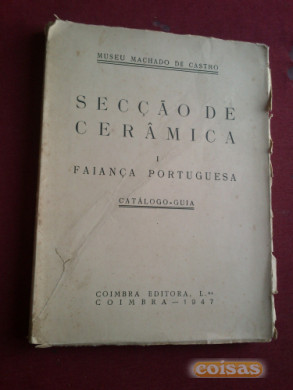 MUSEU MACHADO DE CASTRO
SECÇÃO DE
CERÂMICA
I
FAIANÇA PORTUGUESA
CATÁLOGO-GUIA
COIMBRA EDITORA, L.DA
COIMBRA — 1947
coisas